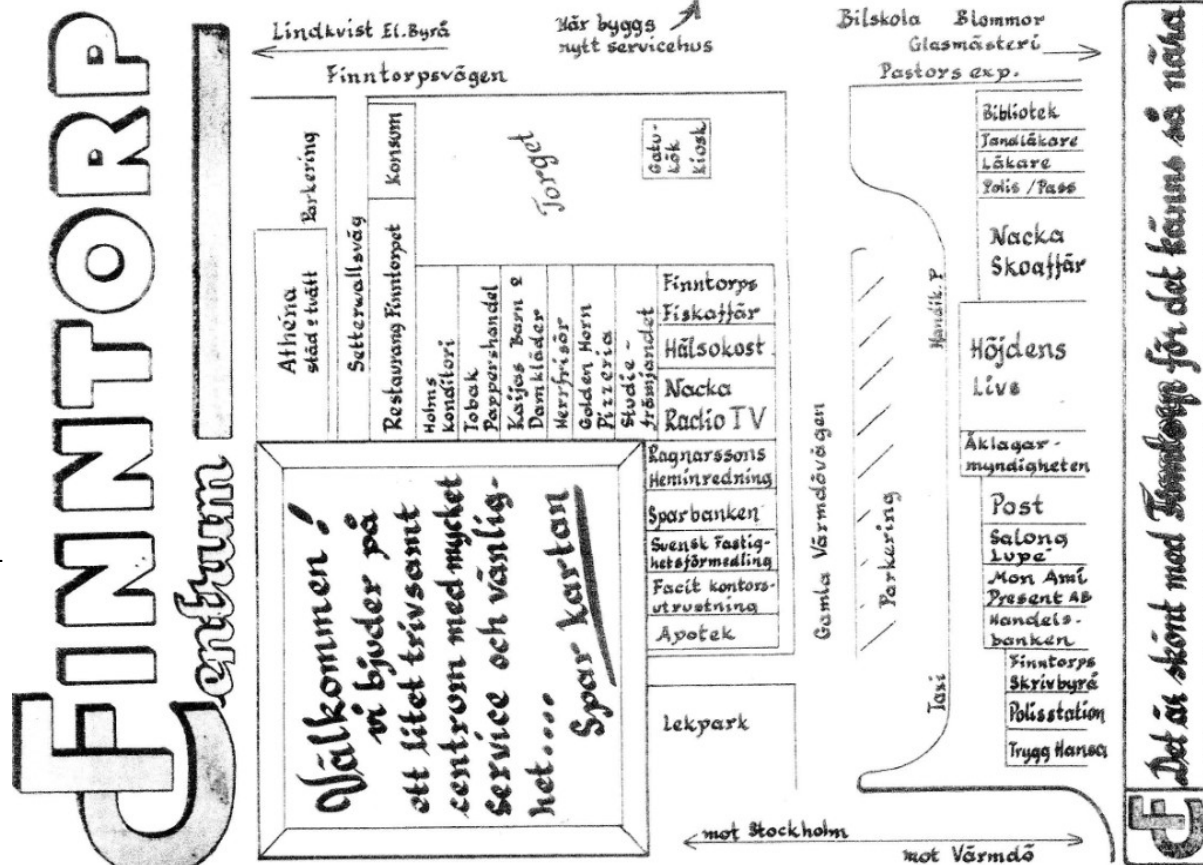 FINNTORP
Centrum
Lindkvist El.Byrå
Här byggs
nytt servicehus
Bilskola Blommor
Glasmästeri
Pastors exp.
Finntorpsvägen
Parkering
Athéna
städ & tvätt
Setterwallsväg
Konsum
Restaurang Finntorpet
Torget
Gatu-
kök
Kiosk
Holms
Konditori
Tobak
Pappershandel
Kaijas Barn &
Damkläder
Herrfrisör
Golden Horn
Pizzeria
Studie-
främjandet
Finntorps
Fiskaffär
Hälsokost
Nacka
Radio TV
Ragnarssons
Heminredning
Sparbanken
Svensk Fastig-
hetsförmedling
Facit kontors-
utrustning
Apotek
Lekpark
Välkommen!
vi bjuder på
ett litet trivsamt
centrum med mycket
service och vänlig-
het....
Spar kartan
Gamla Värmdövägen
Parkering
Handik. P
Taxi
Bibliotek
Tandläkare
Läkare
Polis / Pass
Nacka
Skoaffär
Höjdens
Live
Åklagar-
myndigheten
Post
Salong
Lupé
Mon Ami
Present AB
Handels-
banken
Finntorps
Skrivbyrå
Polisstation
Trygg Hansa
mot Stockholm
mot Värmdö
CF
Det är skönt med Finntorp för det känns så nära